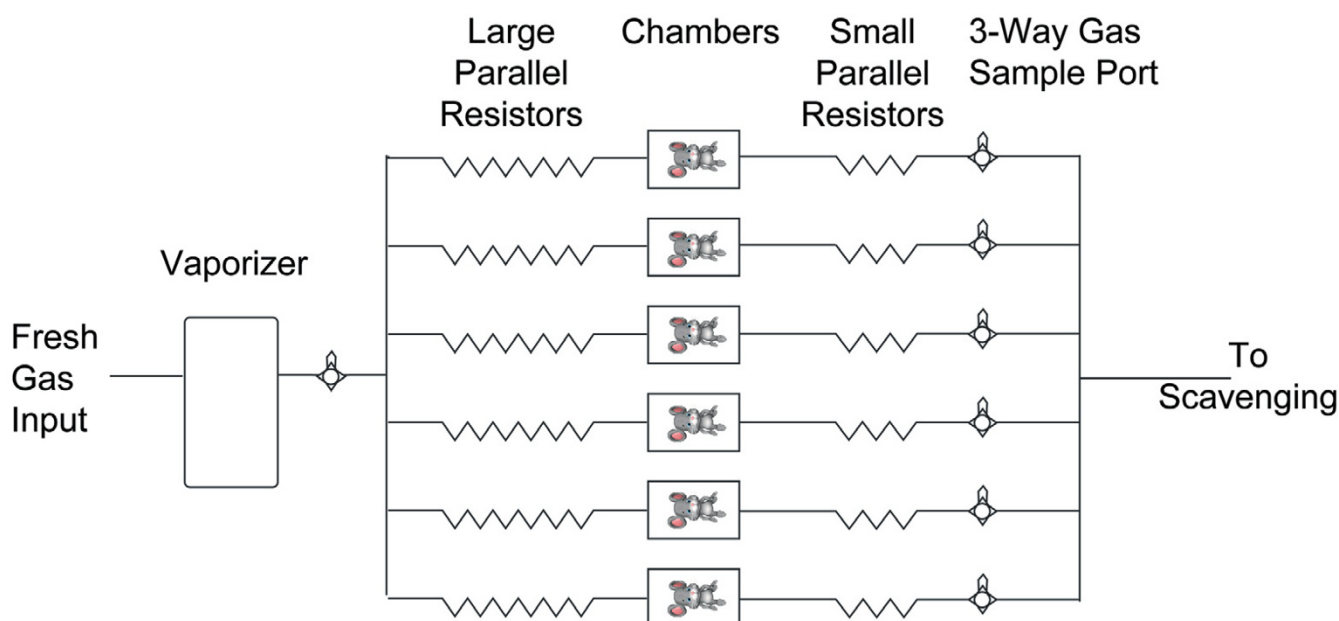 Large
Parallel
Resistors
Chambers
Small
Parallel
Resistors
3-Way Gas
Sample Port
Vaporizer
Fresh
Gas
Input
To
Scavenging